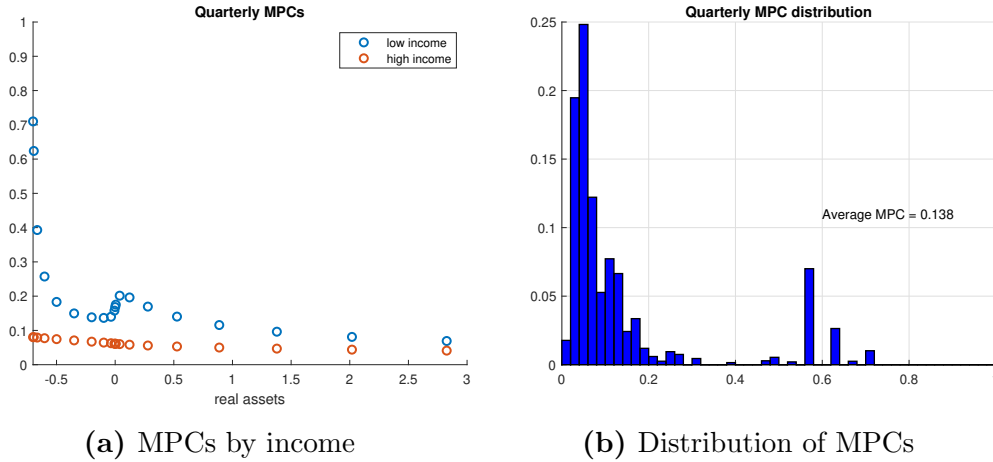 Quarterly MPCs
1
0.9
0.8
0.7
0.6
0.5
0.4
0.3
0.2
0.1
0
low income
high income
-0.5 0 0.5 1 1.5 2 2.5 3
real assets
(a) MPCs by income
Quarterly MPC distribution
0.25
0.2
0.15
0.1
0.05
0
Average MPC = 0.138
0 0.2 0.4 0.6 0.8
(b) Distribution of MPCs